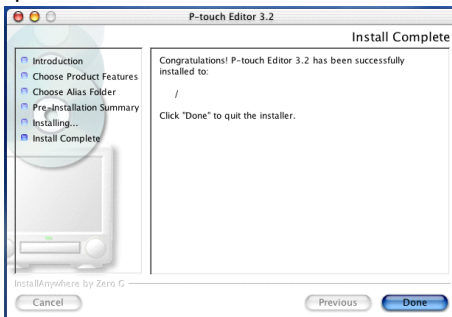 P-touch Editor 3.2
Install Complete
Introduction
Choose Product Features
Choose Alias Folder
Pre-Installation Summary
Installing...
Install Complete
Congratulations! P-touch Editor 3.2 has been successfully
installed to:
/
Click "Done" to quit the installer.
InstallAnywhere by Zero G
Cancel
Previous
Done